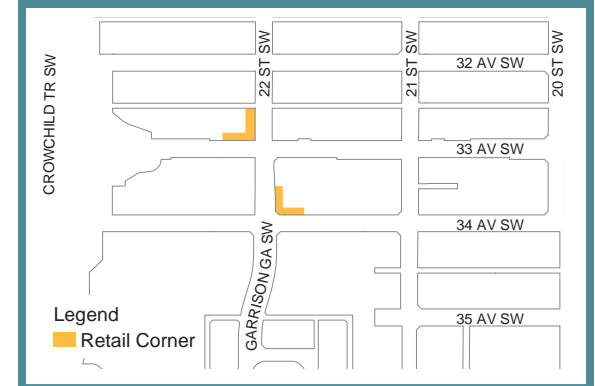 CROWCHILD TR SW
22 ST SW
21 ST SW
20 ST SW
32 AV SW
33 AV SW
34 AV SW
GARRISON GA SW
35 AV SW
Legend
Retail Corner